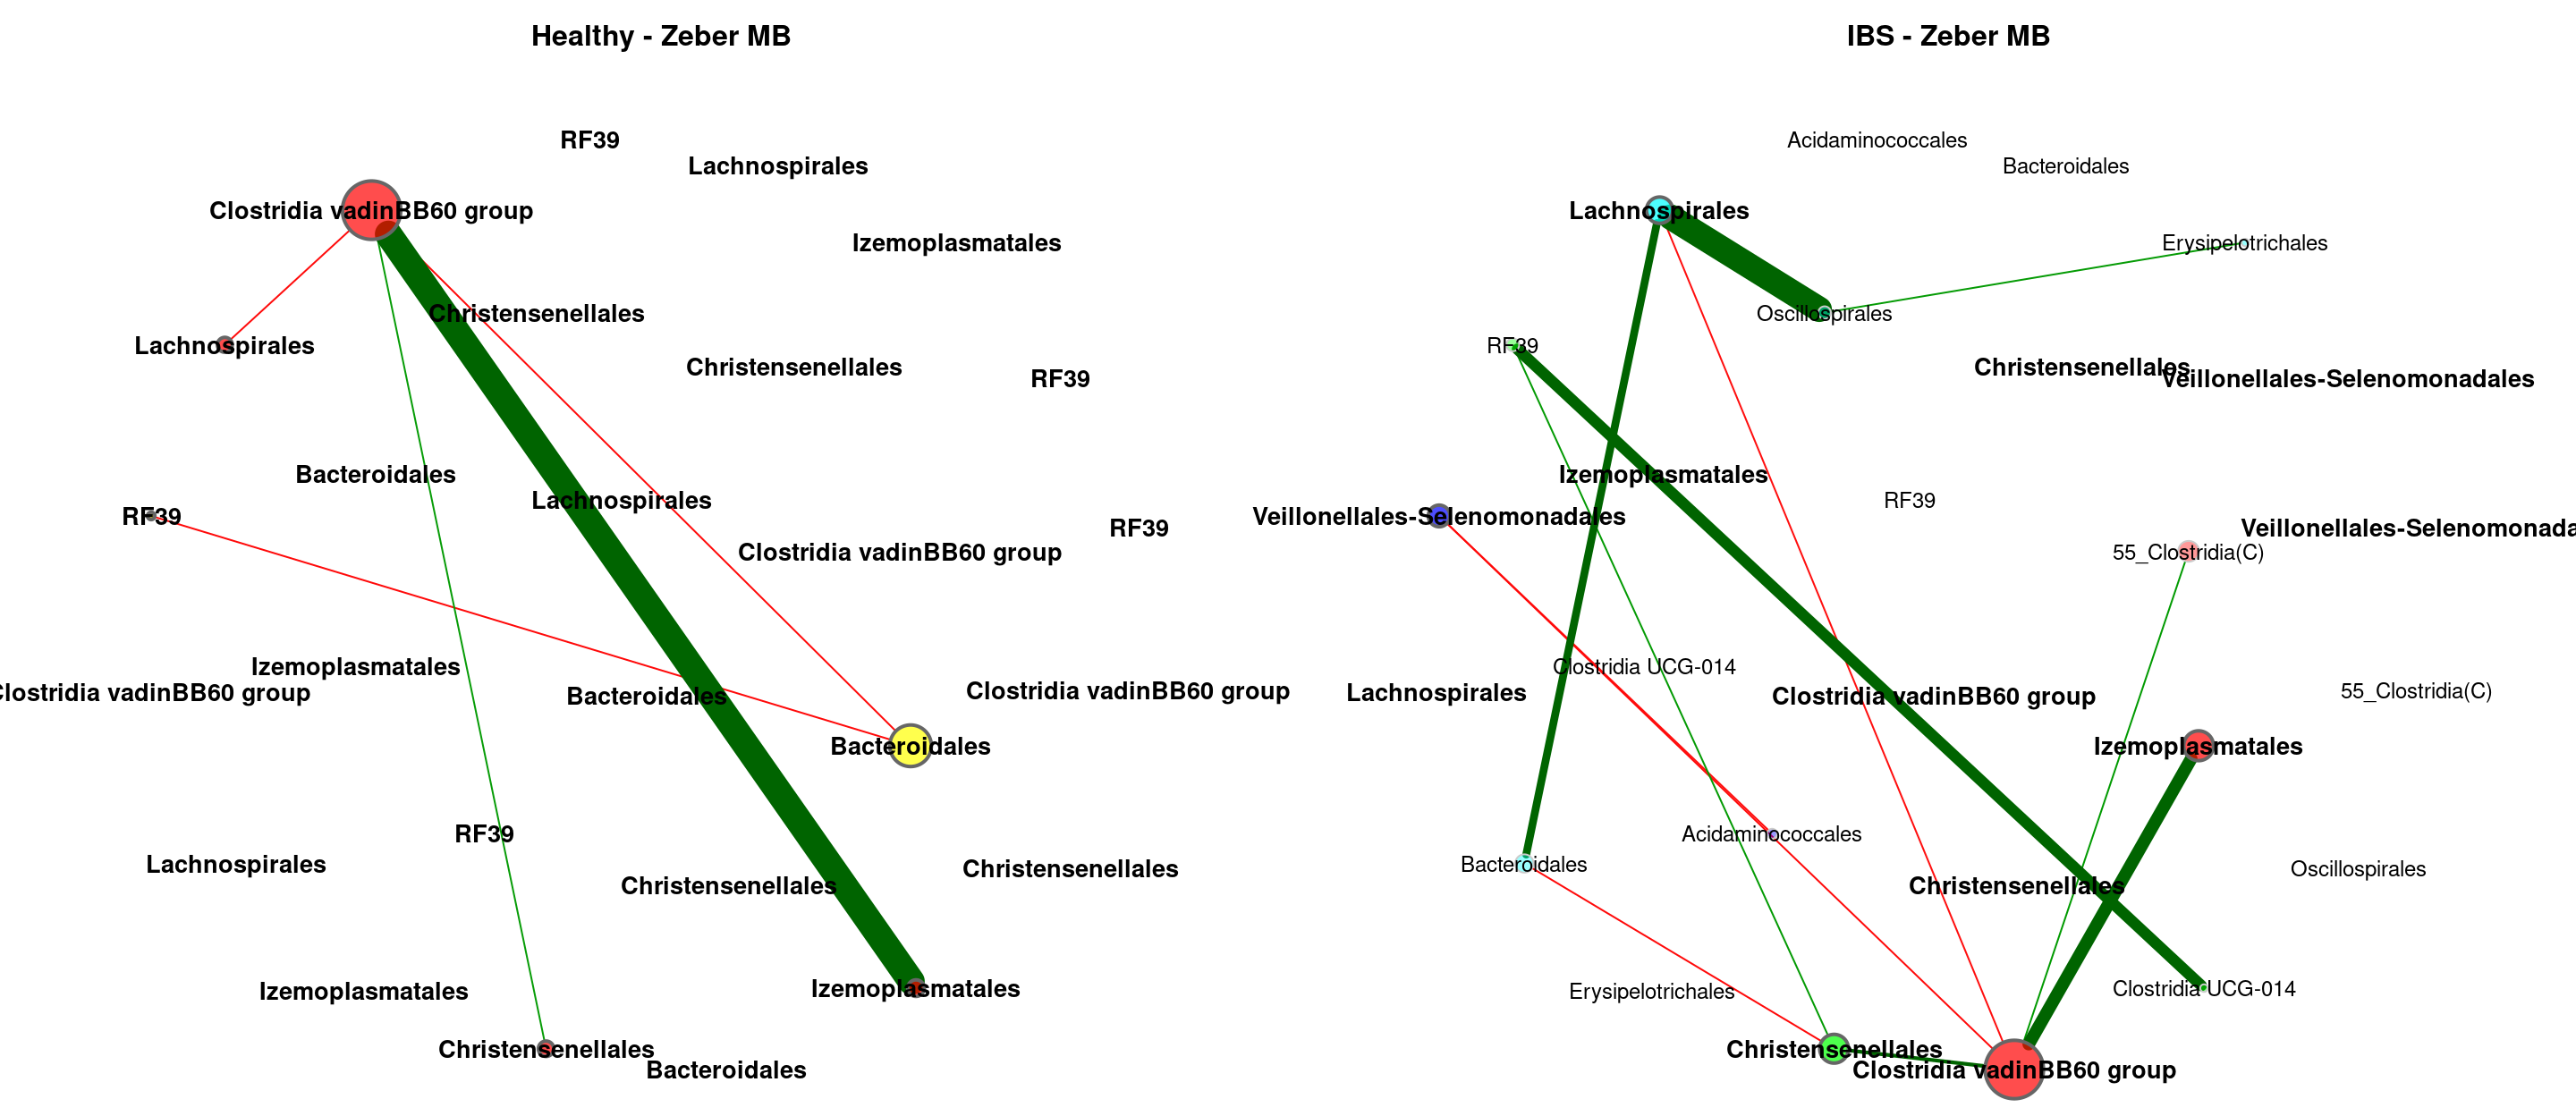 Healthy - Zeber MB
RF39
Lachnospirales
Clostridia vadinBB60 group
Izemoplasmatales
Christensenellales
Lachnospirales
Christensenellales
RF39
Bacteroidales
Lachnospirales
RF39
RF39
Clostridia vadinBB60 group
Izemoplasmatales
Clostridia vadinBB60 group
Clostridia vadinBB60 group
Bacteroidales
Bacteroidales
RF39
Lachnospirales
Christensenellales
Christensenellales
Izemoplasmatales
Izemoplasmatales
Christensenellales
Bacteroidales
IBS - Zeber MB
Acidaminococcales
Bacteroidales
Lachnospirales
Erysipelotrichales
Oscillospirales
RF39
Christensenellales
Veillonellales-Selenomonadales
Izemoplasmatales
RF39
Veillonellales-Selenomonadales
Veillonellales-Selenomonada
55_Clostridia(C)
Clostridia UCG-014
Lachnospirales
Clostridia vadinBB60 group
55_Clostridia(C)
Izemoplasmatales
Acidaminococcales
Bacteroidales
Oscillospirales
Christensenellales
Erysipelotrichales
Clostridia UCG-014
Christensenellales
Clostridia vadinBB60 group